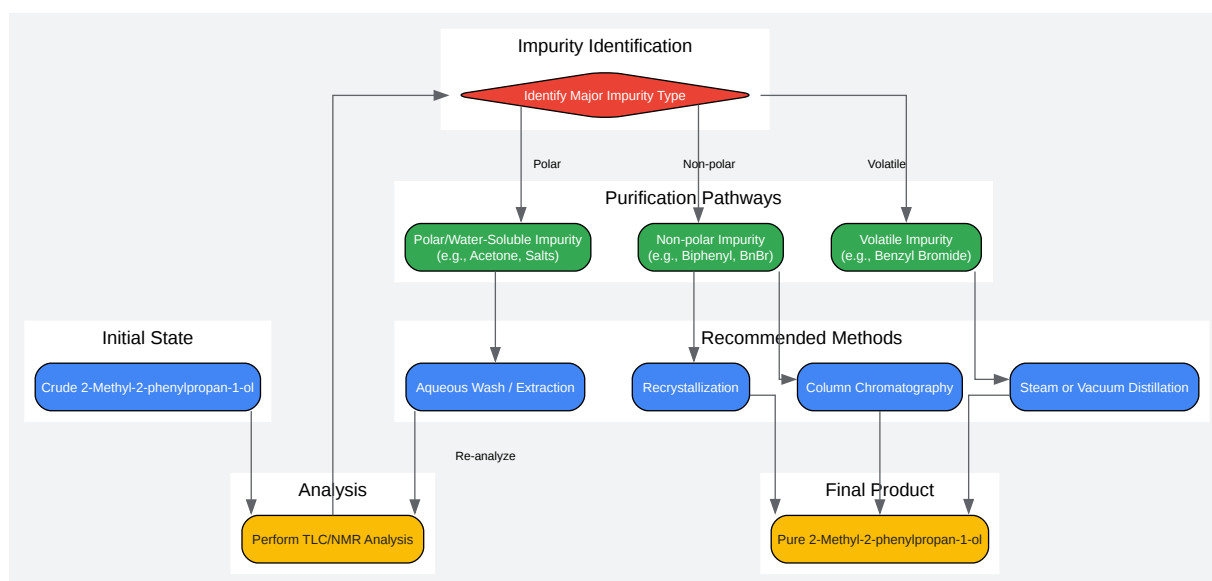 Impurity Identification
Identify Major Impurity Type
Polar
Non-polar
Volatile
Purification Pathways
Polar/Water-Soluble Impurity
(e.g., Acetone, Salts)
Non-polar Impurity
(e.g., Biphenyl, BnBr)
Volatile Impurity
(e.g., Benzyl Bromide)
Initial State
Crude 2-Methyl-2-phenylpropan-1-ol
Recommended Methods
Aqueous Wash / Extraction
Recrystallization
Column Chromatography
Steam or Vacuum Distillation
Re-analyze
Analysis
Perform TLC/NMR Analysis
Final Product
Pure 2-Methyl-2-phenylpropan-1-ol